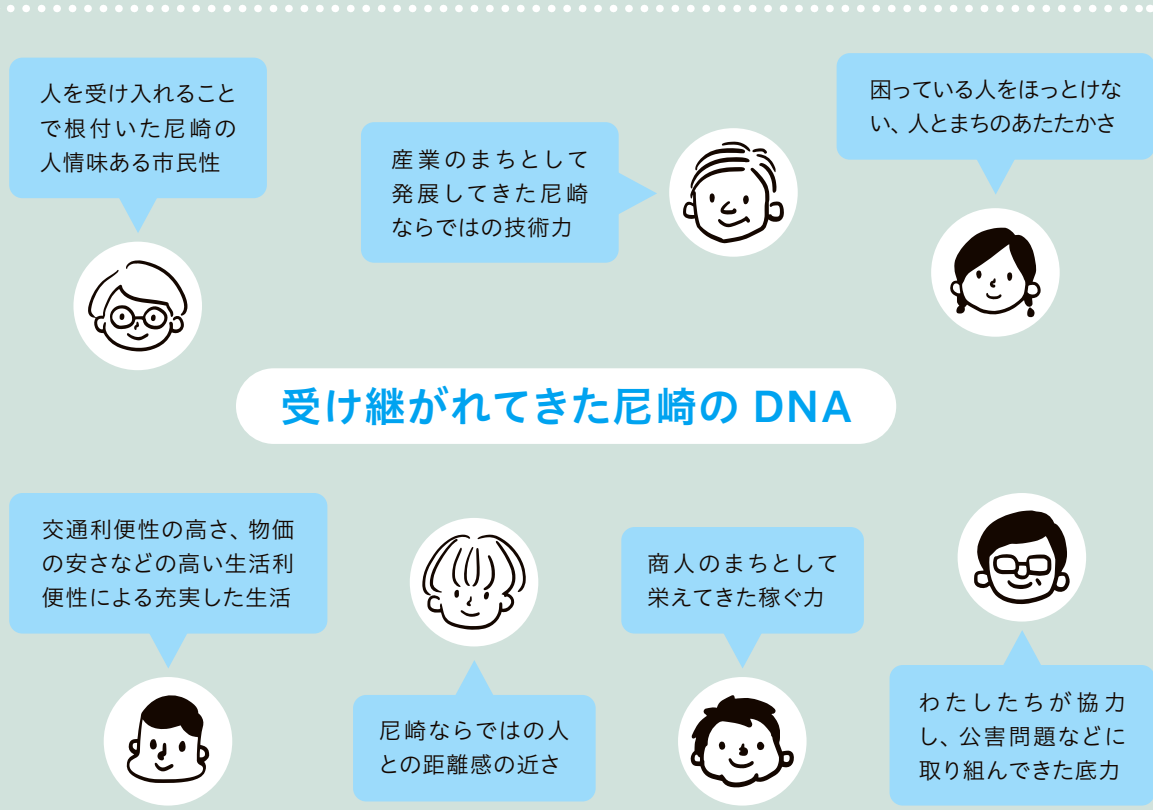 人を受け入れること
で根付いた尼崎の
人情味ある市民性
産業のまちとして
発展してきた尼崎
ならではの技術力
困っている人をほっとけな
い、人とまちのあたたかさ
受け継がれてきた尼崎の DNA
交通利便性の高さ、物価
の安さなどの高い生活利
便性による充実した生活
尼崎ならではの人
との距離感の近さ
商人のまちとして
栄えてきた稼ぐ力
わたしたちが協力
し、公害問題などに
取り組んできた底力